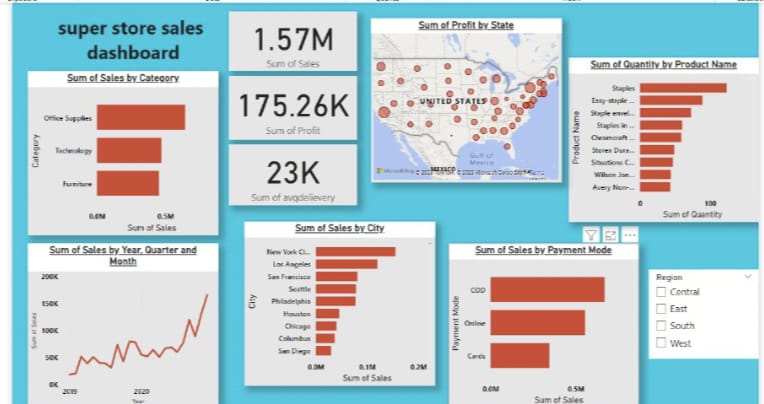 super store sales
dashboard
1.57M
Sum of Sales
175.26K
Sum of Profit
23K
Sum of avgdelievery
Sum of Profit by State
UNITED STATES
Gulf of
Mexico
MEXICO
Sum of Quantity by Product Name
Product Name
Staples
Easy-staple ...
Staple envel...
Staples in ...
Chromcraft ...
Storex Dura...
Situations C...
Wilson Jon...
Avery Non-...
0
100
Sum of Quantity
Sum of Sales by Category
Category
Office Supplies
Technology
Furniture
0.0M
0.5M
Sum of Sales
Sum of Sales by Year, Quarter and
Month
Sum of Sales
200K
150K
100K
50K
0K
2019
2020
Year
Sum of Sales by City
City
New York Ci...
Los Angeles
San Francisco
Seattle
Philadelphia
Houston
Chicago
Columbus
San Diego
0.0M
0.1M
0.2M
Sum of Sales
Sum of Sales by Payment Mode
Payment Mode
COD
Online
Cards
0.0M
0.5M
Sum of Sales
Region
Central
East
South
West